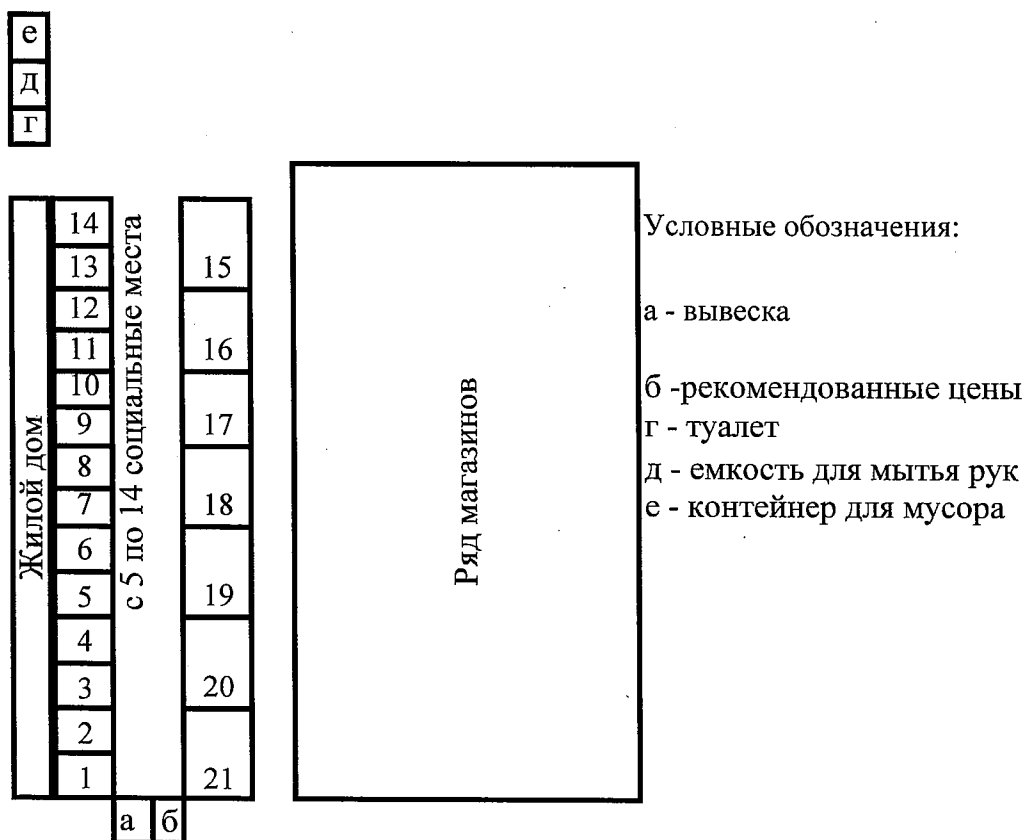 е
д
г
Жилой дом
14
13
12
11
10
9
8
7
6
5
4
3
2
1
с 5 по 14 социальные места
15
16
17
18
19
20
21
а б
Ряд магазинов
Условные обозначения:
а - вывеска
б -рекомендованные цены
г - туалет
д - емкость для мытья рук
е - контейнер для мусора